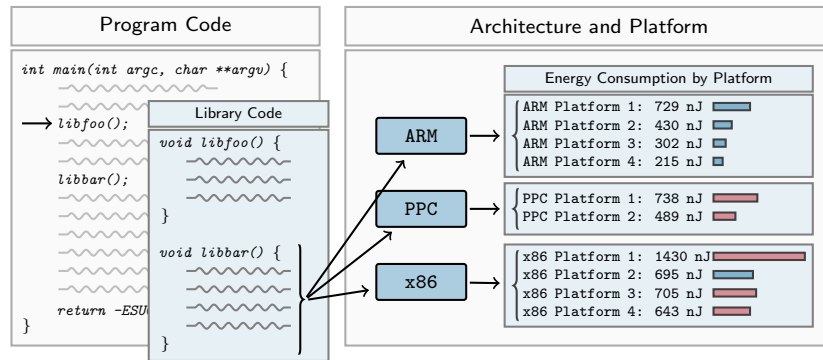 Program Code
int main(int argc, char **argv) {
libfoo();
libbar();
return -ESU
}
Library Code
void libfoo() {
}
void libbar() {
}
Architecture and Platform
ARM
PPC
x86
Energy Consumption by Platform
ARM Platform 1: 729 nJ
ARM Platform 2: 430 nJ
ARM Platform 3: 302 nJ
ARM Platform 4: 215 nJ
PPC Platform 1: 738 nJ
PPC Platform 2: 489 nJ
x86 Platform 1: 1430 nJ
x86 Platform 2: 695 nJ
x86 Platform 3: 705 nJ
x86 Platform 4: 643 nJ